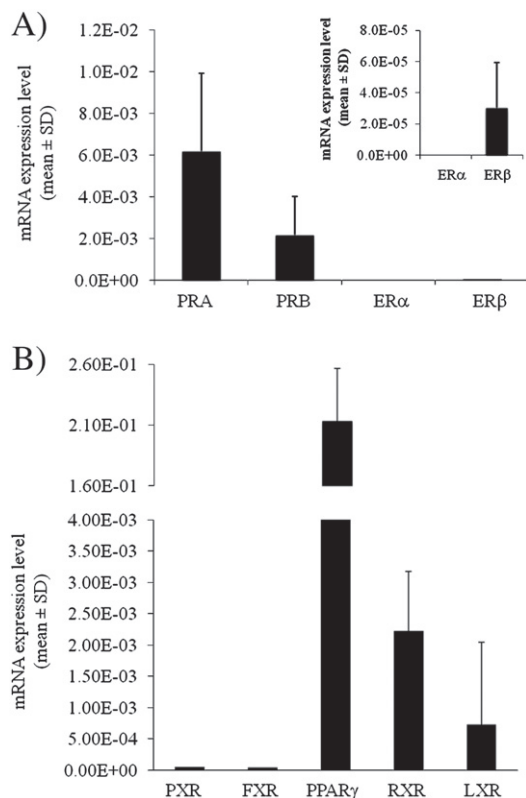 A)
mRNA expression level
(mean ± SD)
1.2E-02
1.0E-02
8.0E-03
6.0E-03
4.0E-03
2.0E-03
0.0E+00
PRA PRB ERα ERβ
mRNA expression level
(mean ± SD)
8.0E-05
6.0E-05
4.0E-05
2.0E-05
0.0E+00
ERα ERβ
B)
mRNA expression level
(mean ± SD)
2.60E-01
2.10E-01
1.60E-01
4.00E-03
3.50E-03
3.00E-03
2.50E-03
2.00E-03
1.50E-03
1.00E-03
5.00E-04
0.00E+00
PXR FXR PPARγ RXR LXR